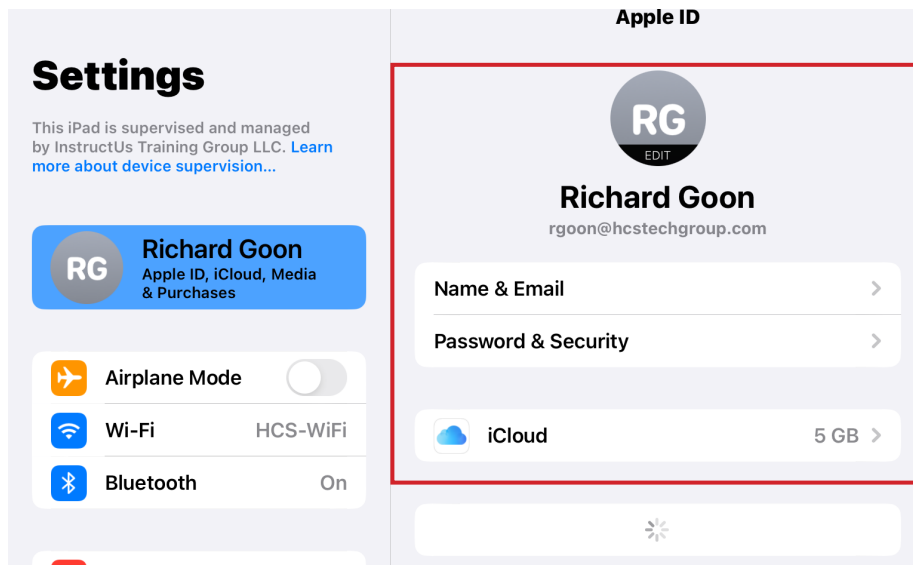 Settings
This iPad is supervised and managed
by InstructUs Training Group LLC. Learn
more about device supervision...
RG
Richard Goon
Apple ID, iCloud, Media
& Purchases
Airplane Mode
Wi-Fi HCS-WiFi
Bluetooth On
Apple ID
RG
EDIT
Richard Goon
rgoon@hcstechgroup.com
Name & Email
Password & Security
iCloud 5 GB